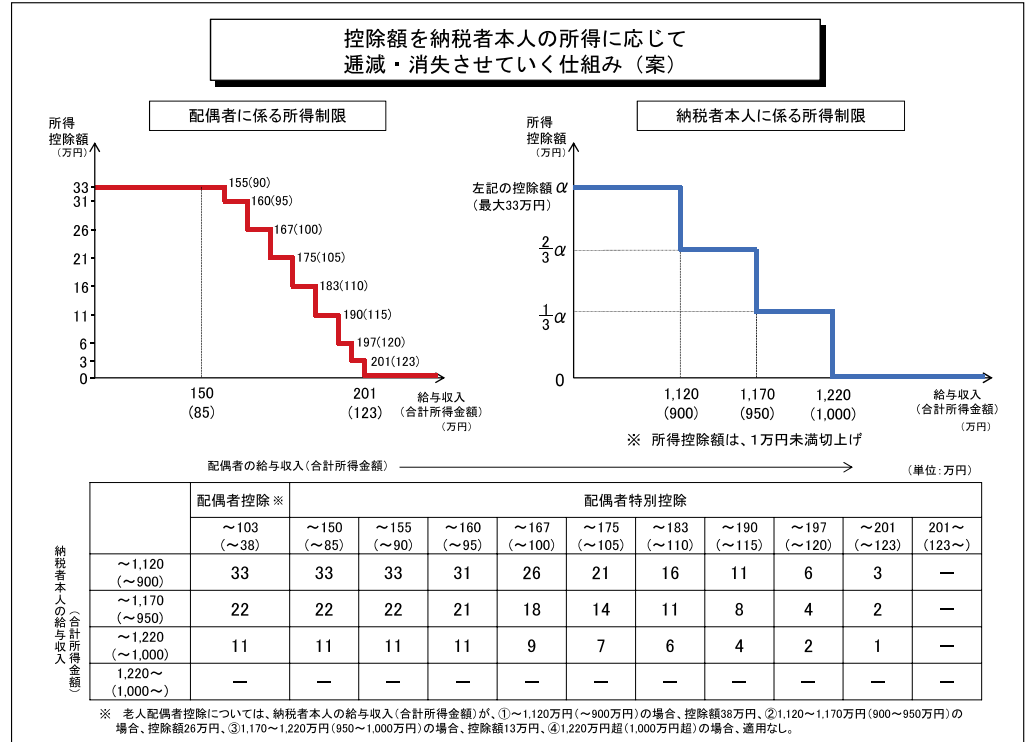 控除額を納税者本人の所得に応じて
逓減・消失させていく仕組み（案）
配偶者に係る所得制限
所得
控除額
(万円)
33
31
26
21
16
11
6
3
0
155(90)
160(95)
167(100)
175(105)
183(110)
190(115)
197(120)
201(123)
150
(85)
201
(123)
給与収入
(合計所得金額)
(万円)
納税者本人に係る所得制限
所得
控除額
(万円)
左記の控除額 α
(最大33万円)
2/3 α
1/3 α
0
1,120
(900)
1,170
(950)
1,220
(1,000)
給与収入
(合計所得金額)
(万円)
※ 所得控除額は、1万円未満切上げ
配偶者の給与収入(合計所得金額)
(単位：万円)
配偶者控除※ 配偶者特別控除
～103 ～150 ～155 ～160 ～167 ～175 ～183 ～190 ～197 ～201 201～
(～38) (～85) (～90) (～95) (～100) (～105) (～110) (～115) (～120) (～123) (123～)
納税者本人の給与収入
(合計所得金額)
～1,120
(～900)
33 33 33 31 26 21 16 11 6 3 －
～1,170
(～950)
22 22 22 21 18 14 11 8 4 2 －
～1,220
(～1,000)
11 11 11 11 9 7 6 4 2 1 －
1,220～
(1,000～)
－ － － － － － － － － － －
※ 老人配偶者控除については、納税者本人の給与収入(合計所得金額)が、①～1,120万円(～900万円)の場合、控除額38万円、②1,120～1,170万円(900～950万円)の
場合、控除額26万円、③1,170～1,220万円(950～1,000万円)の場合、控除額13万円、④1,220万円超(1,000万円超)の場合、適用なし。